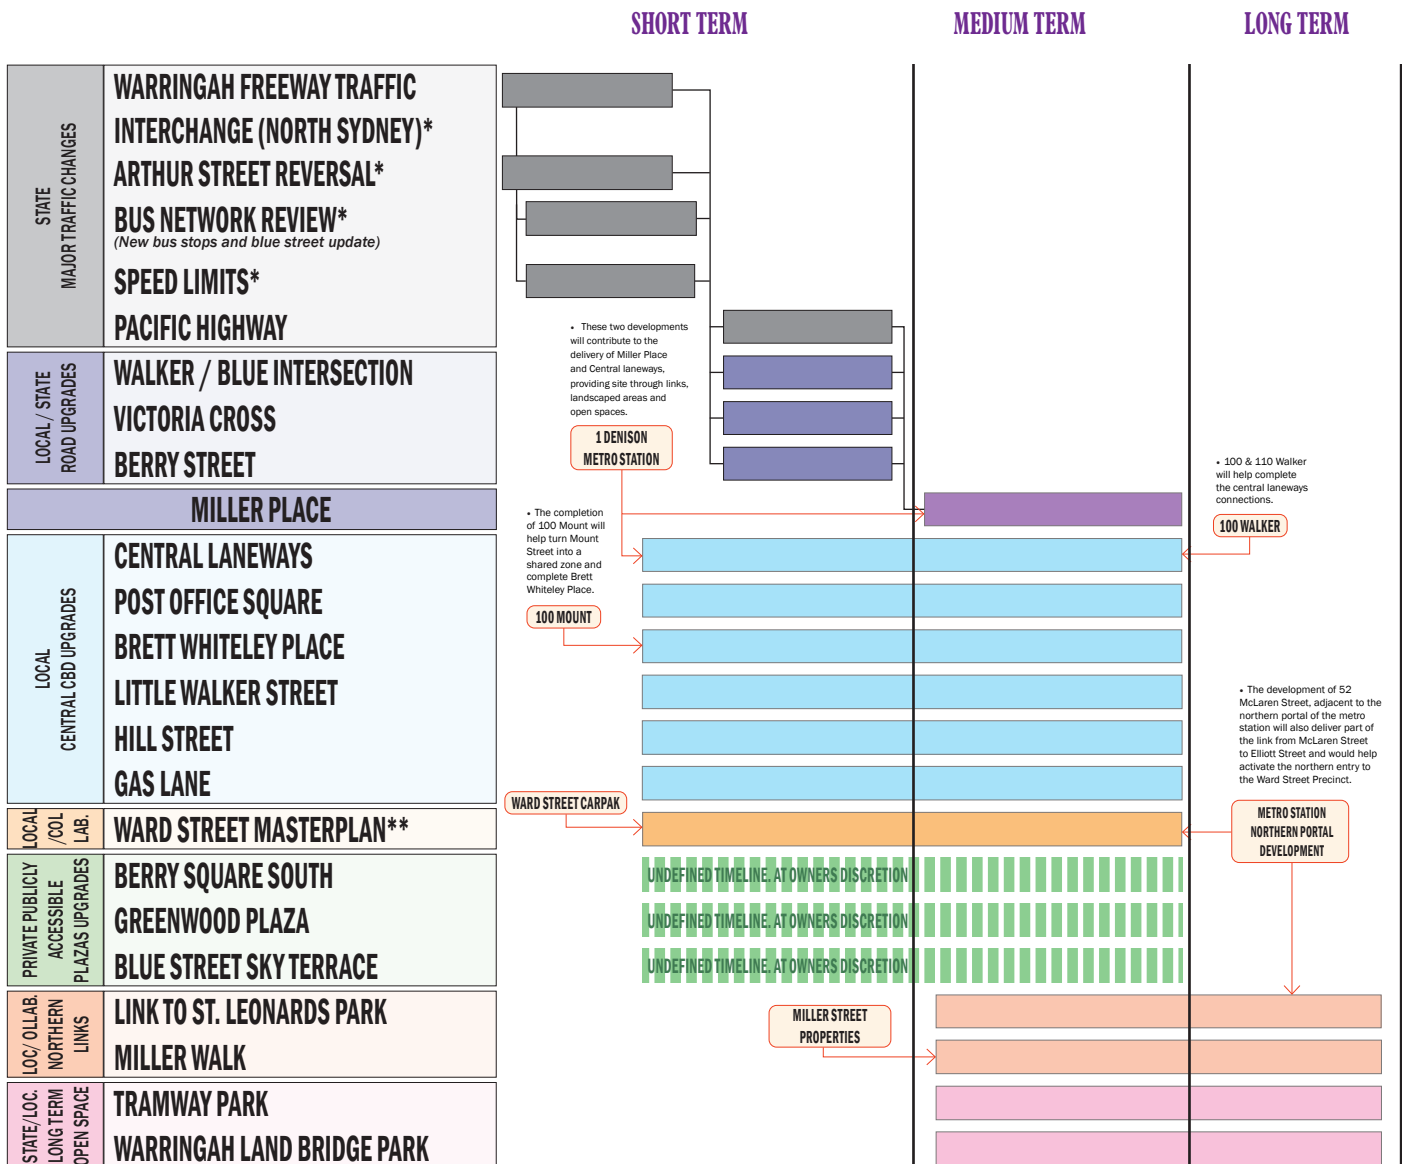 SHORT TERM
MEDIUM TERM
LONG TERM
STATE
MAJOR TRAFFIC CHANGES
WARRINGAH FREEWAY TRAFFIC
INTERCHANGE (NORTH SYDNEY)*
ARTHUR STREET REVERSAL*
BUS NETWORK REVIEW*
(New bus stops and blue street update)
SPEED LIMITS*
PACIFIC HIGHWAY
LOCAL / STATE
ROAD UPGRADES
WALKER / BLUE INTERSECTION
VICTORIA CROSS
BERRY STREET
MILLER PLACE
LOCAL
CENTRAL CBD UPGRADES
CENTRAL LANEWAYS
POST OFFICE SQUARE
BRETT WHITELEY PLACE
LITTLE WALKER STREET
HILL STREET
GAS LANE
LOCAL
/COL
LAB.
WARD STREET MASTERPLAN**
PRIVATE PUBLICLY
ACCESSIBLE
PLAZAS UPGRADES
BERRY SQUARE SOUTH
GREENWOOD PLAZA
BLUE STREET SKY TERRACE
LOC/ OLLAB.
NORTHERN
LINKS
LINK TO ST. LEONARDS PARK
MILLER WALK
STATE/LOC.
LONG TERM
OPEN SPACE
TRAMWAY PARK
WARRINGAH LAND BRIDGE PARK
• These two developments
will contribute to the
delivery of Miller Place
and Central laneways,
providing site through links,
landscaped areas and
open spaces.
1 DENISON
METRO STATION
• The completion
of 100 Mount will
help turn Mount
Street into a
shared zone and
complete Brett
Whiteley Place.
100 MOUNT
• 100 & 110 Walker
will help complete
the central laneways
connections.
100 WALKER
• The development of 52
McLaren Street, adjacent to the
northern portal of the metro
station will also deliver part of
the link from McLaren Street
to Elliott Street and would help
activate the northern entry to
the Ward Street Precinct.
WARD STREET CARPAK
METRO STATION
NORTHERN PORTAL
DEVELOPMENT
UNDEFINED TIMELINE. AT OWNERS DISCRETION
UNDEFINED TIMELINE. AT OWNERS DISCRETION
UNDEFINED TIMELINE. AT OWNERS DISCRETION
MILLER STREET
PROPERTIES